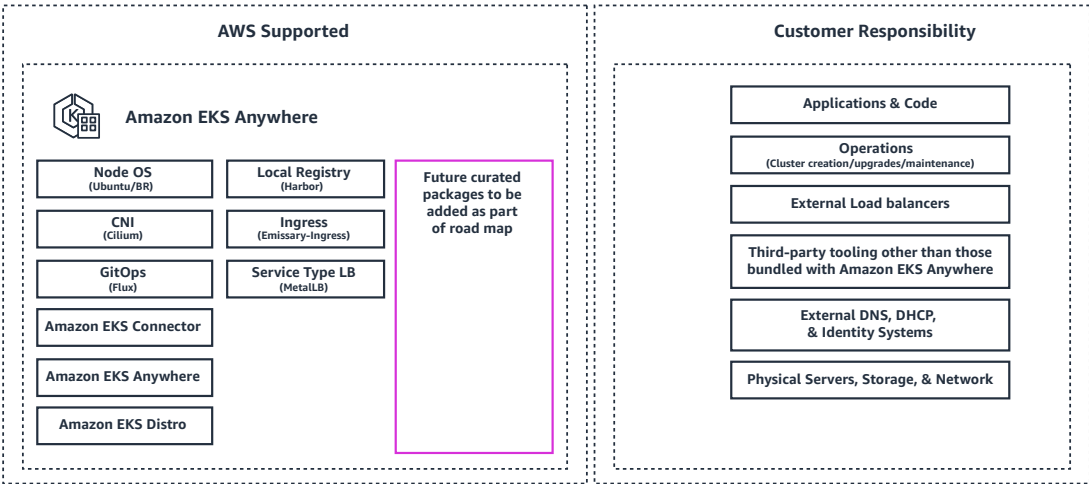 AWS Supported
Amazon EKS Anywhere
Node OS
(Ubuntu/BR)
CNI
(Cilium)
GitOps
(Flux)
Amazon EKS Connector
Amazon EKS Anywhere
Amazon EKS Distro
Local Registry
(Harbor)
Ingress
(Emissary-Ingress)
Service Type LB
(MetalLB)
Future curated
packages to be
added as part
of road map
Customer Responsibility
Applications & Code
Operations
(Cluster creation/upgrades/maintenance)
External Load balancers
Third-party tooling other than those
bundled with Amazon EKS Anywhere
External DNS, DHCP,
& Identity Systems
Physical Servers, Storage, & Network